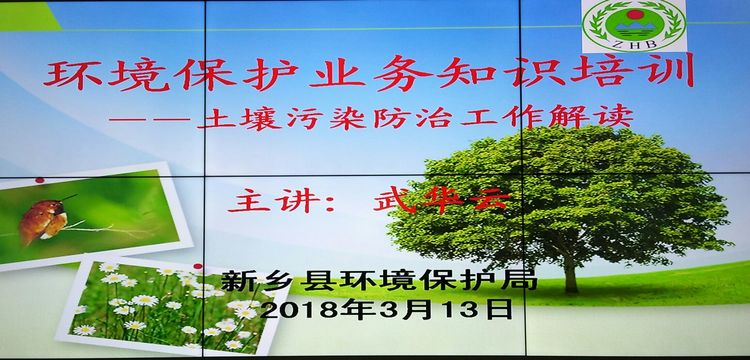 ZHB
环境保护业务知识培训
——土壤污染防治工作解读
主讲：武华云
新乡县环境保护局
2018年3月13日